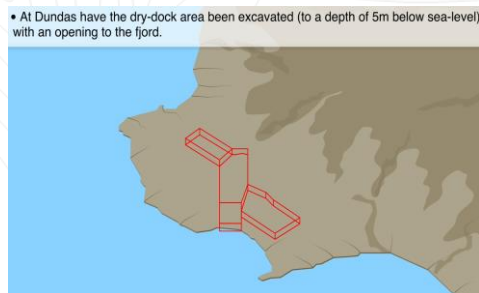 • At Dundas have the dry-dock area been excavated (to a depth of 5m below sea-level)
with an opening to the fjord.